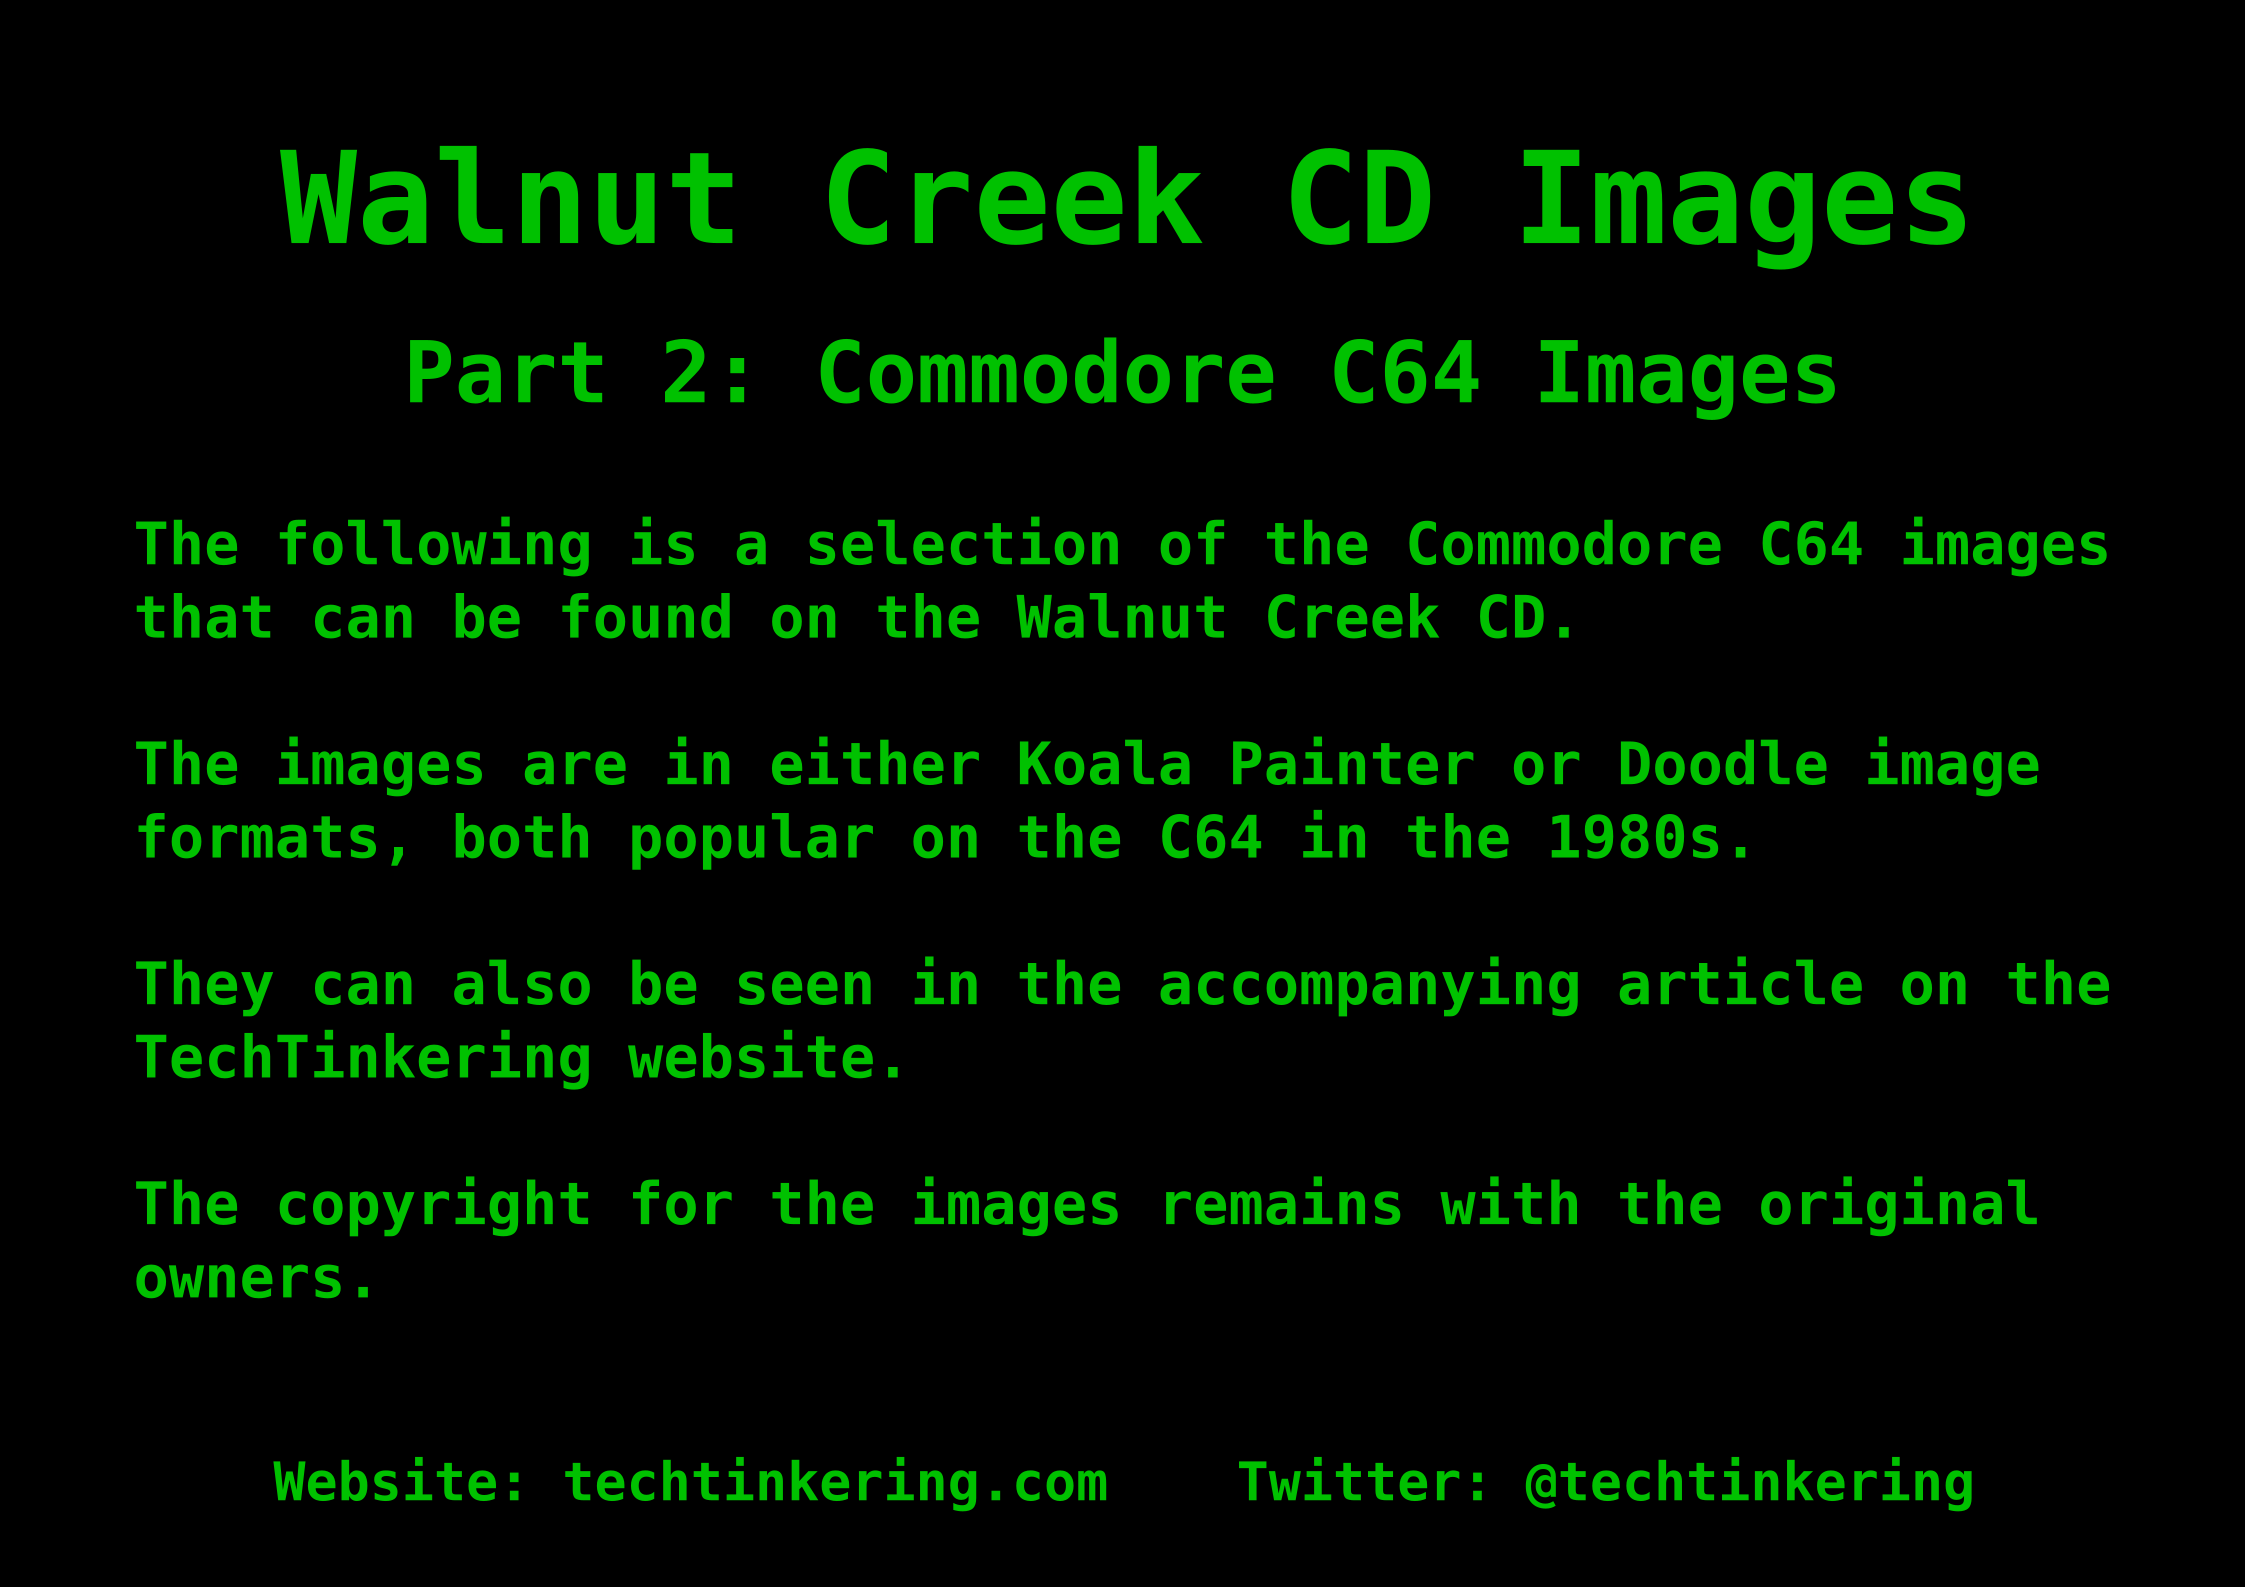 Walnut Creek CD Images
Part 2: Commodore C64 Images
The following is a selection of the Commodore C64 images
that can be found on the Walnut Creek CD.
The images are in either Koala Painter or Doodle image
formats, both popular on the C64 in the 1980s.
They can also be seen in the accompanying article on the
TechTinkering website.
The copyright for the images remains with the original
owners.
Website: techtinkering.com    Twitter: @techtinkering